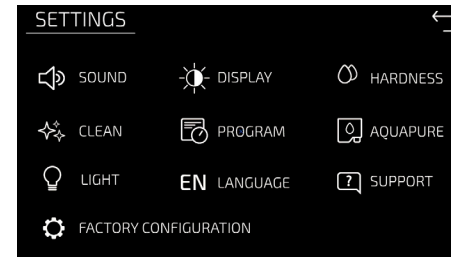 SETTINGS
SOUND DISPLAY HARDNESS
CLEAN PROGRAM AQUAPURE
LIGHT EN LANGUAGE ? SUPPORT
FACTORY CONFIGURATION